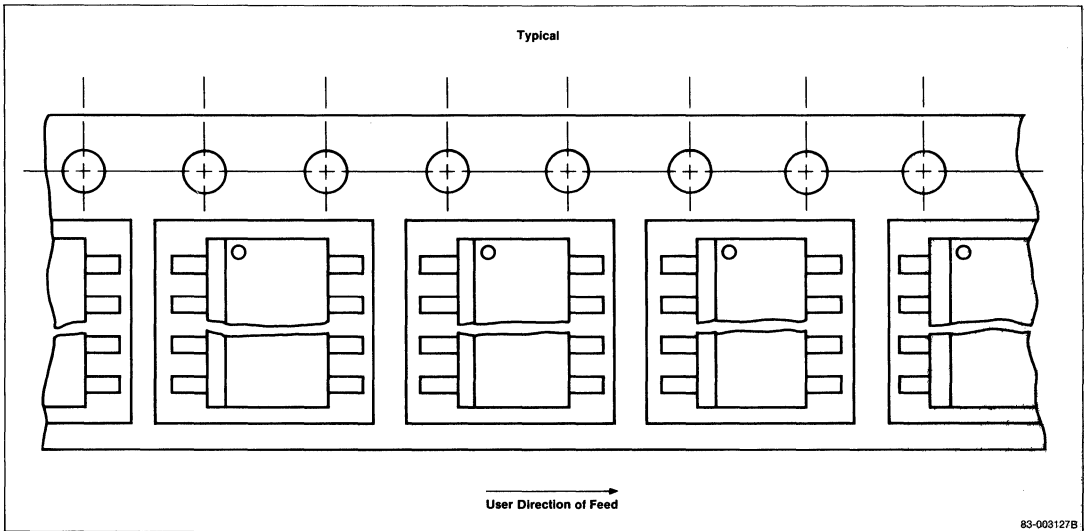 Typical
User Direction of Feed
83-003127B